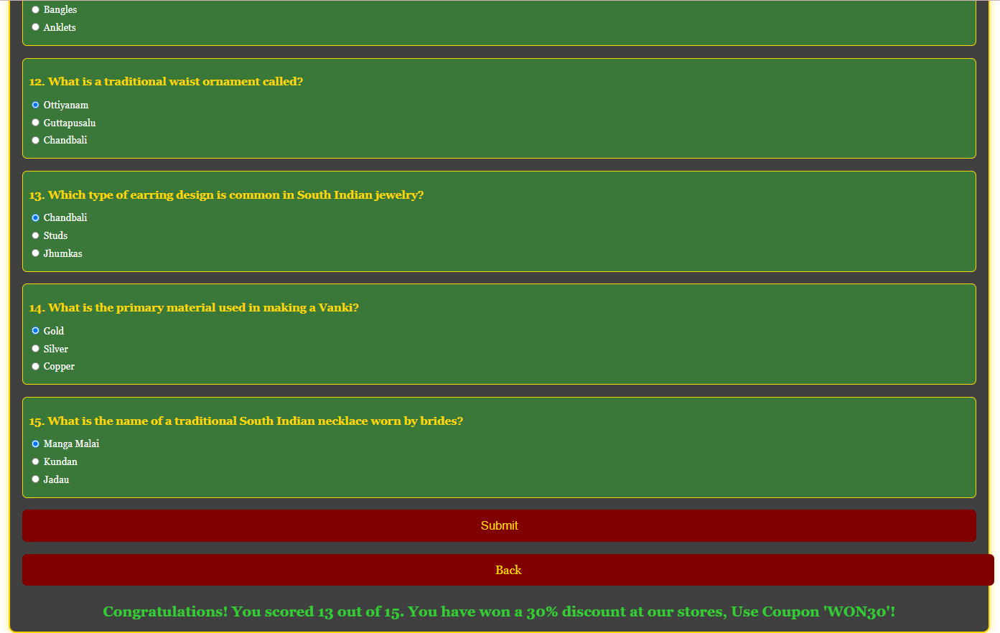 Bangles
Anklets
12. What is a traditional waist ornament called?
Ottiyanam
Guttapusalu
Chandbali
13. Which type of earring design is common in South Indian jewelry?
Chandbali
Studs
Jhumkas
14. What is the primary material used in making a Vanki?
Gold
Silver
Copper
15. What is the name of a traditional South Indian necklace worn by brides?
Manga Malai
Kundan
Jadau
Submit
Back
Congratulations! You scored 13 out of 15. You have won a 30% discount at our stores, Use Coupon 'WON30'!